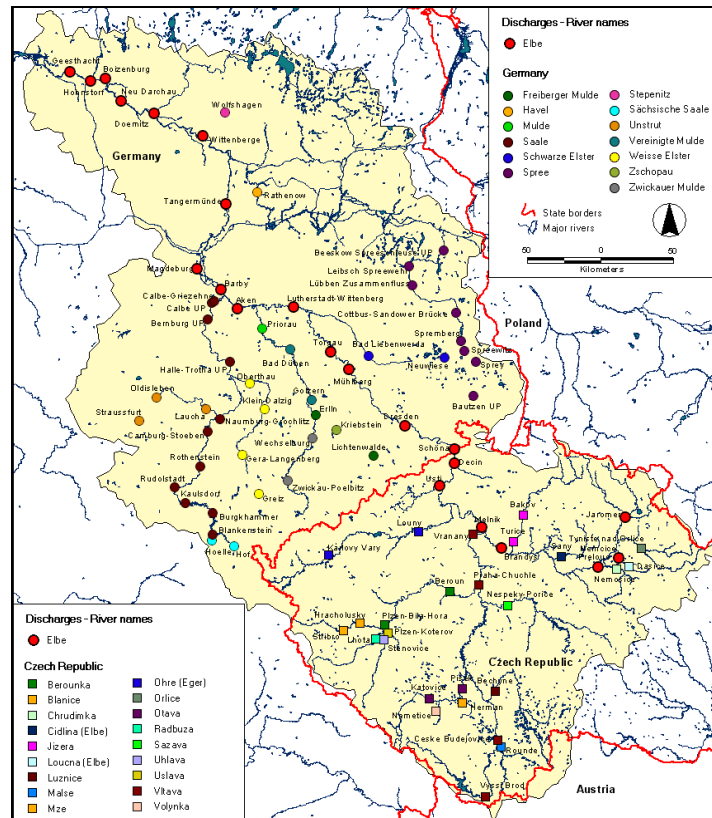 Discharges - River names
Elbe
Germany
Freiberger Mulde
Havel
Mulde
Saale
Schwarze Elster
Spree
Stepenitz
Sächsische Saale
Unstrut
Vereinigte Mulde
Weisse Elster
Zschopau
Zwickauer Mulde
State borders
Major rivers
50 25 0 50
Kilometers
Geesthacht
Boizenburg
Hohnstorf
Neu Darchau
Doemitz
Wolfshagen
Wittenberge
Germany
Rathenow
Tangermünde
Magdeburg
Barby
Calbe-Griezehne
Calbe UP
Aken
Bernburg UP
Lutherstadt-Wittenberg
Beeskow Spreeschleuse UP
Leibsch Spreewehr
Lübben Zusammenfluss
Cottbus-Sandower Brücke
Priorau
Torgau
Bad Liebenwerda
Spremberg
Poland
Spreewitz
Neuwiese
Sprey
Bad Düben
Halle-Trotha UP
Oberthau
Mühlberg
Oldisleben
Klein Dalzig
Golzern
Erlln
Bautzen UP
Straussfurt
Laucha
Naumburg-Grochlitz
Kriebstein
Dresden
Camburg-Stoeben
Wechselburg
Lichtenwalde
Schöna
Rothenstein
Gera-Langenberg
Decin
Rudolstadt
Zwickau-Poelbitz
Usti
Kaulsdorf
Greiz
Burgkhammer
Blankenstein
Hoelle
Hof
Bakov
Jaromer
Louny
Melnik
Vranany
Turice
Tyniste nad Orlice
Nemcice
Karlovy Vary
Brandys
Sany
Prelouc
Dasice
Nemosice
Beroun
Praha-Chuchle
Nespeky-Porice
Hracholusky
Plzen-Bila-Hora
Stribro
Plzen-Koterov
Lhota
Stenovice
Czech Republic
Pisek
Bechyne
Katovice
Heřman
Nemetice
Ceske Budejovice
Rounde
Vyssi Brod
Austria
Discharges - River names
Elbe
Czech Republic
Berounka
Blanice
Chrudimka
Cidlina (Elbe)
Jizera
Loucna (Elbe)
Luznice
Malse
Mze
Ohre (Eger)
Orlice
Otava
Radbuza
Sazava
Uhlava
Uslava
Vltava
Volynka